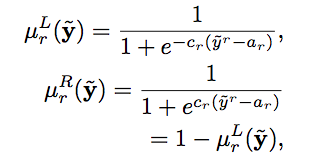 μ_r^L(ỹ) = 1 / (1 + e^{−c_r(ỹ^r−a_r)}),
μ_r^R(ỹ) = 1 / (1 + e^{c_r(ỹ^r−a_r)})
= 1 − μ_r^L(ỹ),